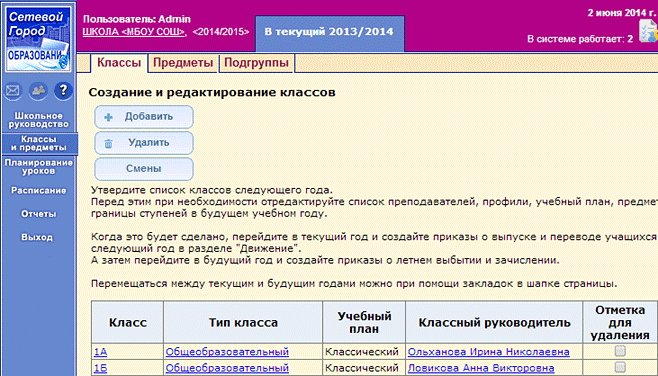 Сетевой
Город
ОБРАЗОВАНИ
Пользователь: Admin
ШКОЛА <МБОУ СОШ>, <2014/2015>
В текущий 2013/2014
2 июня 2014 г.
В системе работает: 2
Классы
Предметы
Подгруппы
Школьное
руководство
Классы
и предметы
Планирование
уроков
Расписание
Отчеты
Выход
Создание и редактирование классов
Добавить
Удалить
Смены
Утвердите список классов следующего года.
Перед этим при необходимости отредактируйте список преподавателей, профили, учебный план, предмет
границы ступеней в будущем учебном году.
Когда это будет сделано, перейдите в текущий год и создайте приказы о выпуске и переводе учащихся
следующий год в разделе "Движение".
А затем перейдите в будущий год и создайте приказы о летнем выбытии и зачислении.
Перемещаться между текущим и будущим годами можно при помощи закладок в шапке страницы.
Класс Тип класса Учебный план Классный руководитель Отметка для удаления
1А Общеобразовательный Классический Ольханова Ирина Николаевна
1Б Общеобразовательный Классический Ловикова Анна Викторовна